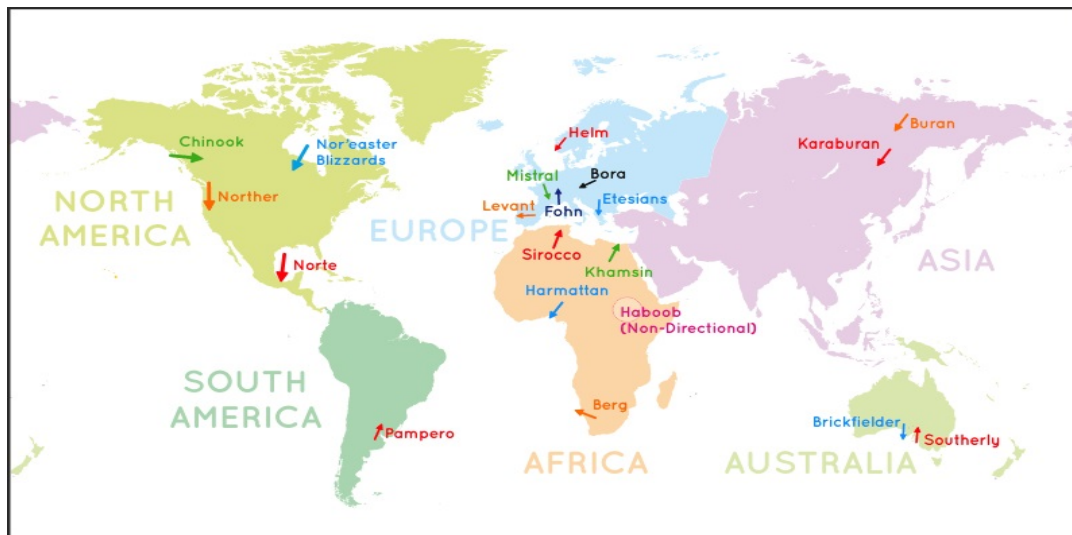 Chinook
Nor'easter
Blizzards
Norther
NORTH
AMERICA
Norte
SOUTH
AMERICA
Pampero
Helm
Mistral
Bora
Levant
Fohn
Etesians
EUROPE
Sirocco
Khamsin
Harmattan
Haboob
(Non-Directional)
Berg
AFRICA
Buran
Karaburan
ASIA
Brickfielder
Southerly
AUSTRALIA